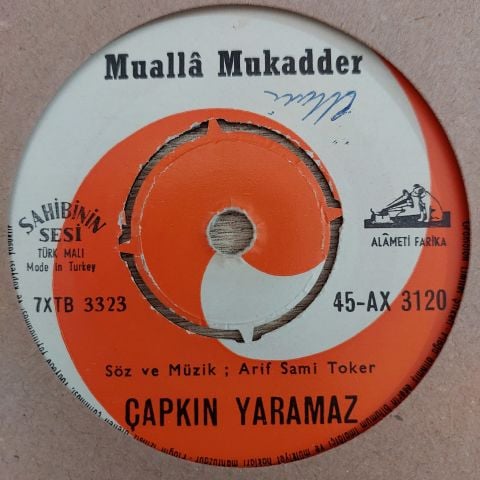 Muallâ Mukadder
SAHİBİNİN
SESİ
TÜRK MALI
Made in Turkey
ALÂMETİ FARİKA
7XTB 3323
45-AX 3120
Söz ve Müzik ; Arif Sami Toker
ÇAPKIN YARAMAZ